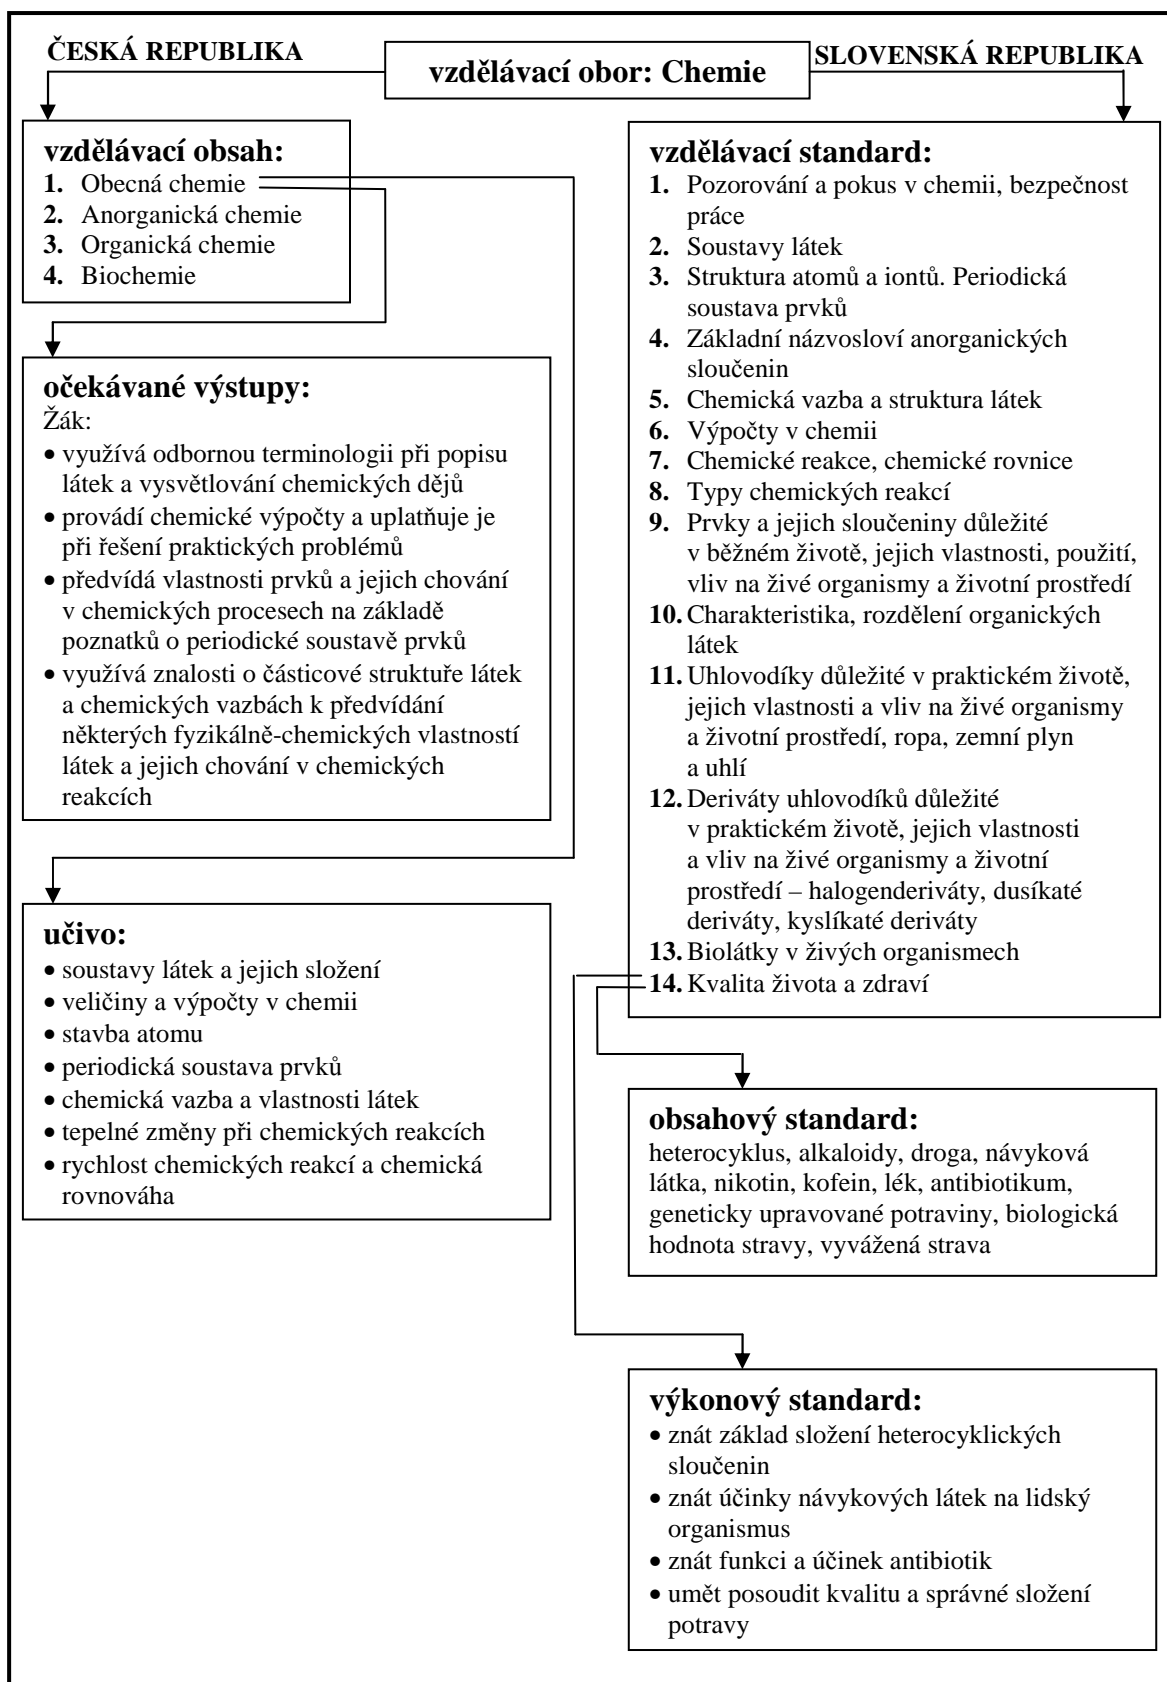 ČESKÁ REPUBLIKA
vzdělávací obor: Chemie
SLOVENSKÁ REPUBLIKA
vzdělávací obsah:
1. Obecná chemie
2. Anorganická chemie
3. Organická chemie
4. Biochemie
očekávané výstupy:
Žák:
• využívá odbornou terminologii při popisu
látek a vysvětlování chemických dějů
• provádí chemické výpočty a uplatňuje je
při řešení praktických problémů
• předvídá vlastnosti prvků a jejich chování
v chemických procesech na základě
poznatků o periodické soustavě prvků
• využívá znalosti o částicové struktuře látek
a chemických vazbách k předvídání
některých fyzikálně-chemických vlastností
látek a jejich chování v chemických
reakcích
učivo:
• soustavy látek a jejich složení
• veličiny a výpočty v chemii
• stavba atomu
• periodická soustava prvků
• chemická vazba a vlastnosti látek
• tepelné změny při chemických reakcích
• rychlost chemických reakcí a chemická
rovnováha
vzdělávací standard:
1. Pozorování a pokus v chemii, bezpečnost
práce
2. Soustavy látek
3. Struktura atomů a iontů. Periodická
soustava prvků
4. Základní názvosloví anorganických
sloučenin
5. Chemická vazba a struktura látek
6. Výpočty v chemii
7. Chemické reakce, chemické rovnice
8. Typy chemických reakcí
9. Prvky a jejich sloučeniny důležité
v běžném životě, jejich vlastnosti, použití,
vliv na živé organismy a životní prostředí
10. Charakteristika, rozdělení organických
látek
11. Uhlovodíky důležité v praktickém životě,
jejich vlastnosti a vliv na živé organismy
a životní prostředí, ropa, zemní plyn
a uhlí
12. Deriváty uhlovodíků důležité
v praktickém životě, jejich vlastnosti
a vliv na živé organismy a životní
prostředí – halogenderiváty, dusíkaté
deriváty, kyslíkaté deriváty
13. Biolátky v živých organismech
14. Kvalita života a zdraví
obsahový standard:
heterocyklus, alkaloidy, droga, návyková
látka, nikotin, kofein, lék, antibiotikum,
geneticky upravované potraviny, biologická
hodnota stravy, vyvážená strava
výkonový standard:
• znát základ složení heterocyklických
sloučenin
• znát účinky návykových látek na lidský
organismus
• znát funkci a účinek antibiotik
• umět posoudit kvalitu a správné složení
potravy